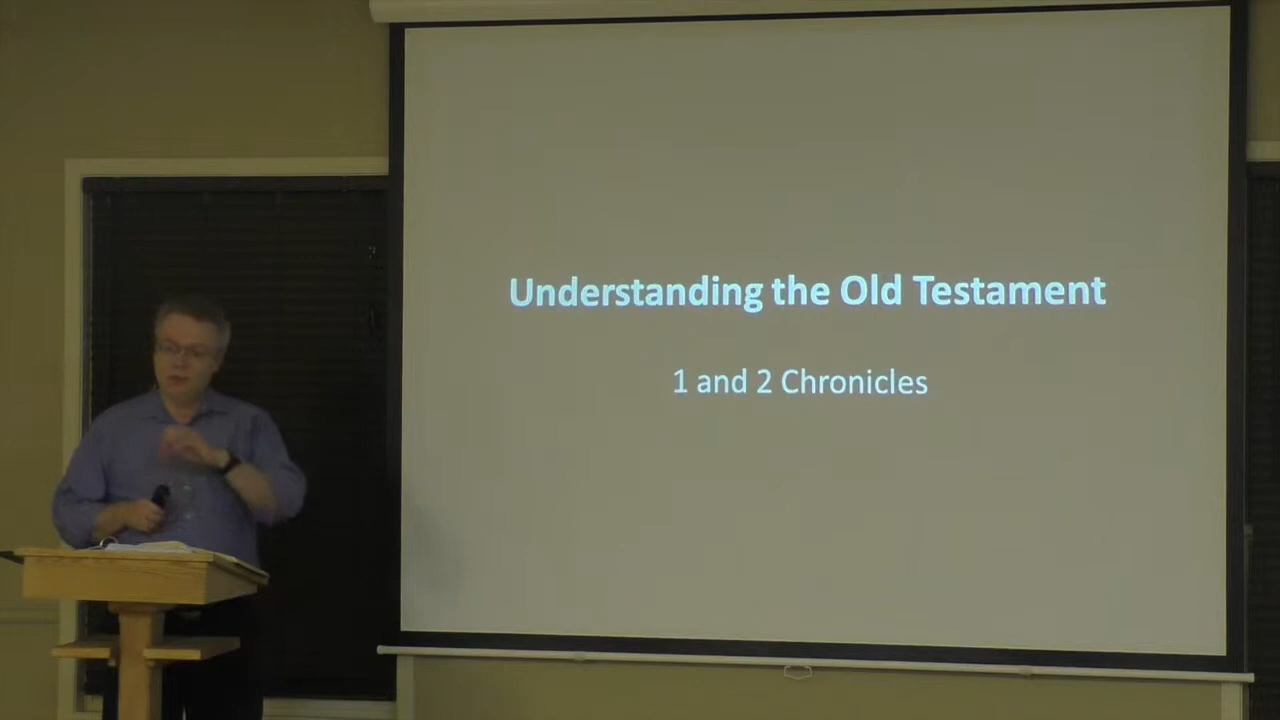 Understanding the Old Testament
1 and 2 Chronicles